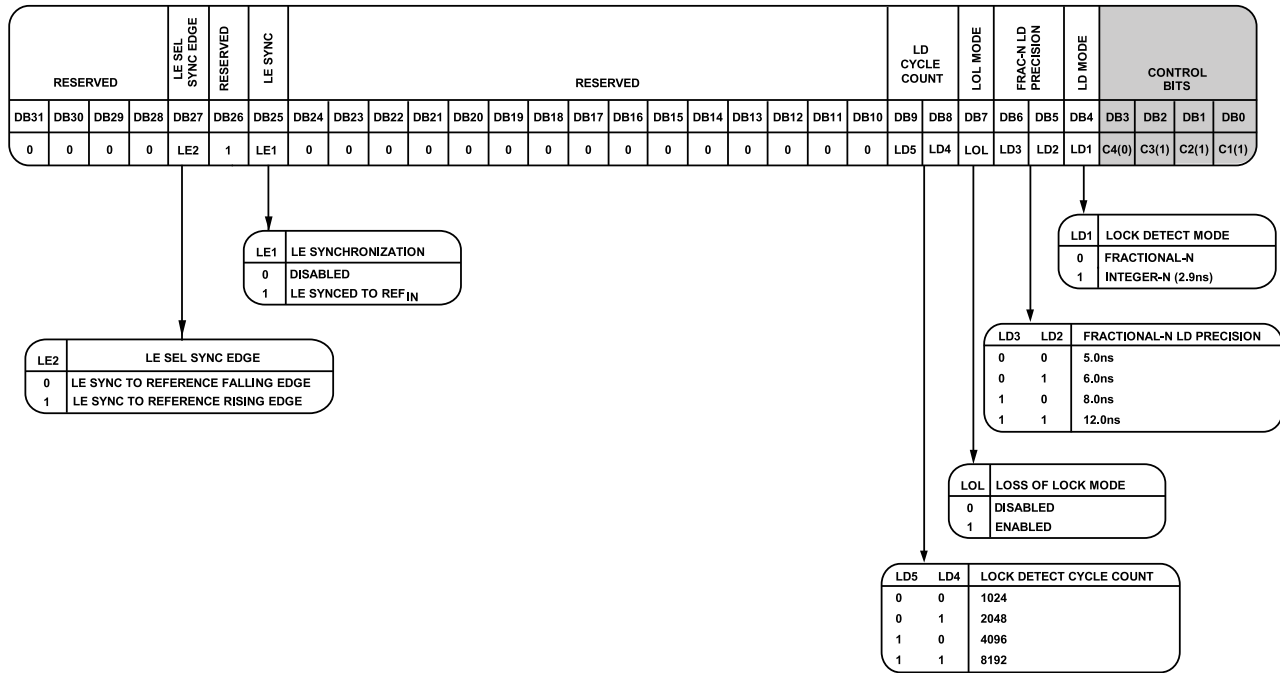 RESERVED
LE SEL
SYNC EDGE
RESERVED
LE SYNC
RESERVED
LD
CYCLE
COUNT
LOL MODE
FRAC-N LD
PRECISION
LD MODE
CONTROL
BITS
DB31 DB30 DB29 DB28 DB27 DB26 DB25 DB24 DB23 DB22 DB21 DB20 DB19 DB18 DB17 DB16 DB15 DB14 DB13 DB12 DB11 DB10 DB9 DB8 DB7 DB6 DB5 DB4 DB3 DB2 DB1 DB0
0 0 0 0 LE2 1 LE1 0 0 0 0 0 0 0 0 0 0 0 0 0 0 0 LD5 LD4 LOL LD3 LD2 LD1 C4(0) C3(1) C2(1) C1(1)
LE1 LE SYNCHRONIZATION
0 DISABLED
1 LE SYNCED TO REFIN
LD1 LOCK DETECT MODE
0 FRACTIONAL-N
1 INTEGER-N (2.9ns)
LE2 LE SEL SYNC EDGE
0 LE SYNC TO REFERENCE FALLING EDGE
1 LE SYNC TO REFERENCE RISING EDGE
LD3 LD2 FRACTIONAL-N LD PRECISION
0 0 5.0ns
0 1 6.0ns
1 0 8.0ns
1 1 12.0ns
LOL LOSS OF LOCK MODE
0 DISABLED
1 ENABLED
LD5 LD4 LOCK DETECT CYCLE COUNT
0 0 1024
0 1 2048
1 0 4096
1 1 8192